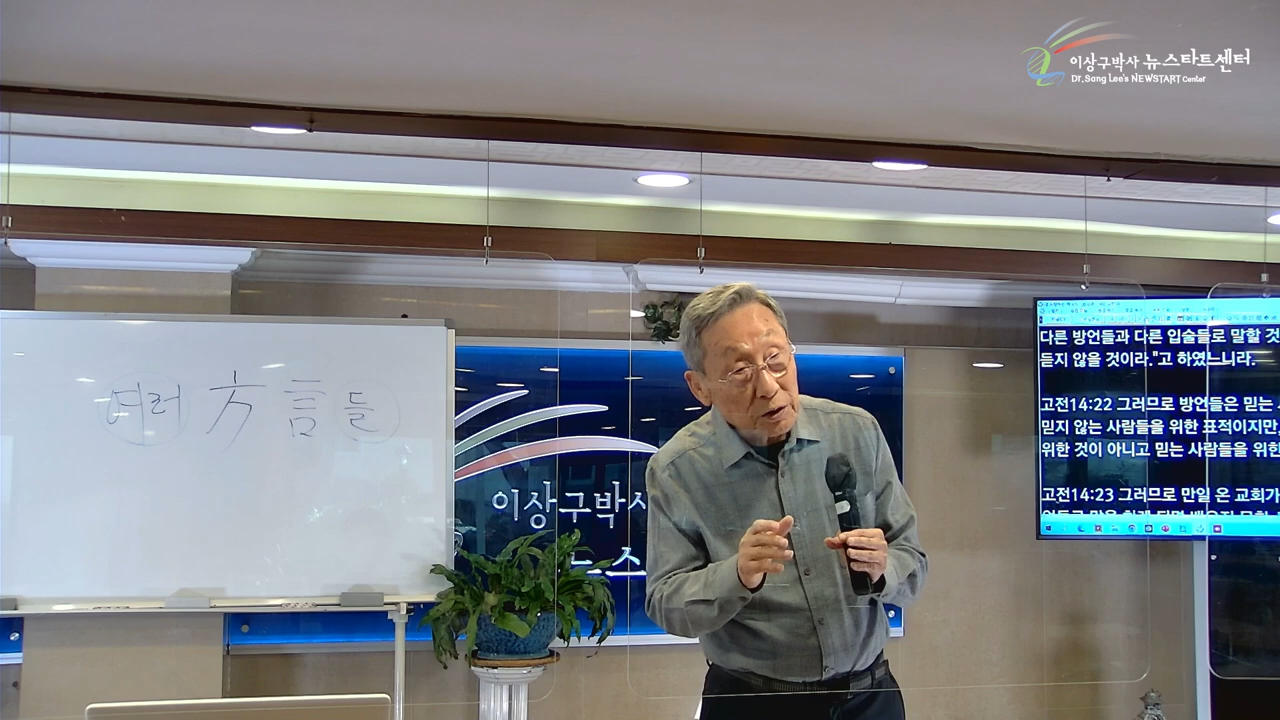 이상구박사 뉴스타트센터
Dr. Sang Lee's NEWSTART Center
여러 方言들
이상구박사
뉴스
다른 방언들과 다른 입술들로 말할 것
듣지 않을 것이라."고 하였느니라.
고전14:22 그러므로 방언들은 믿는
믿지 않는 사람들을 위한 표적이지만,
위한 것이 아니고 믿는 사람들을 위한
고전14:23 그러므로 만일 온 교회가